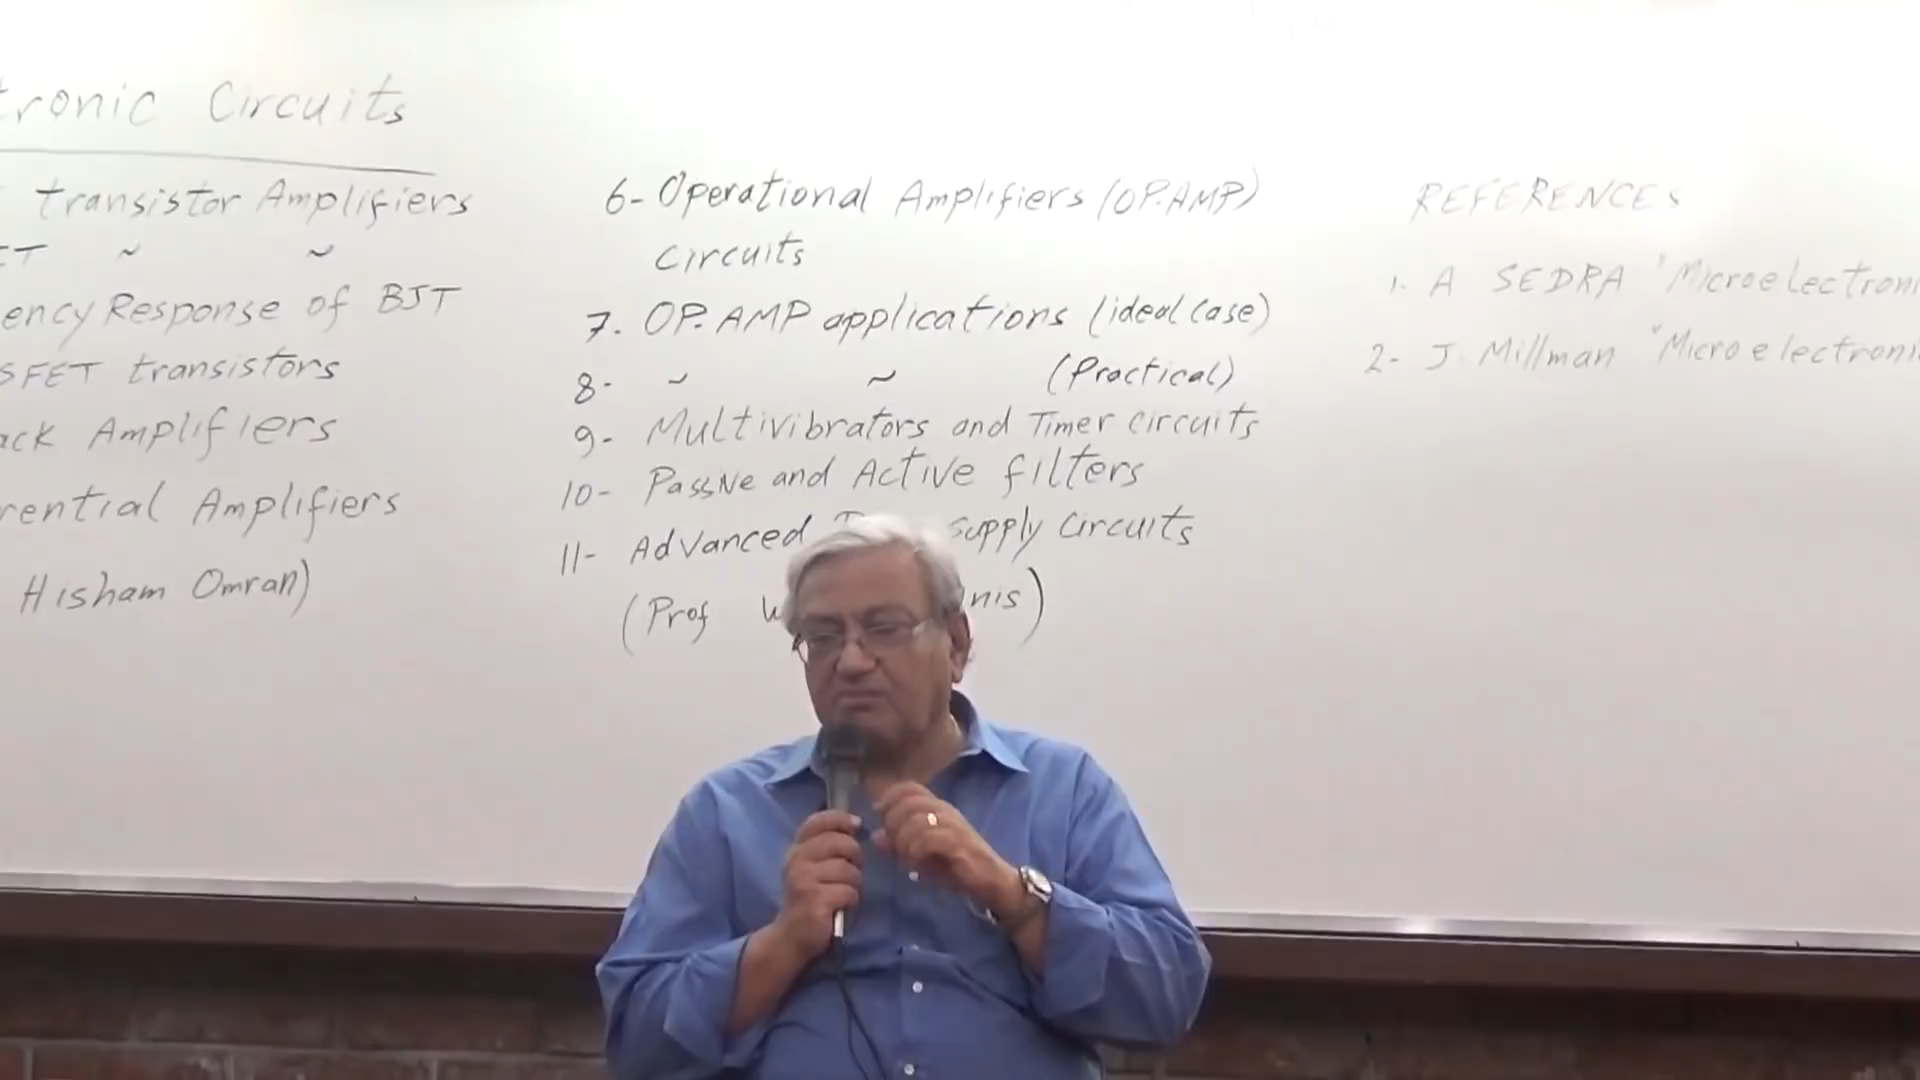 tronic Circuits
transistor Amplifiers
ET ~ ~
ency Response of BJT
SFET transistors
ack Amplifiers
rential Amplifiers
Hisham Omran)
6- Operational Amplifiers (OP.AMP)
Circuits
7. OP.AMP applications (ideal case)
8- ~ ~ (Practical)
9- Multivibrators and Timer circuits
10- Passive and Active filters
11- Advanced supply Circuits
(Prof W nis)
REFERENCES
1. A SEDRA "Microelectroni
2- J. Millman "Microelectroni